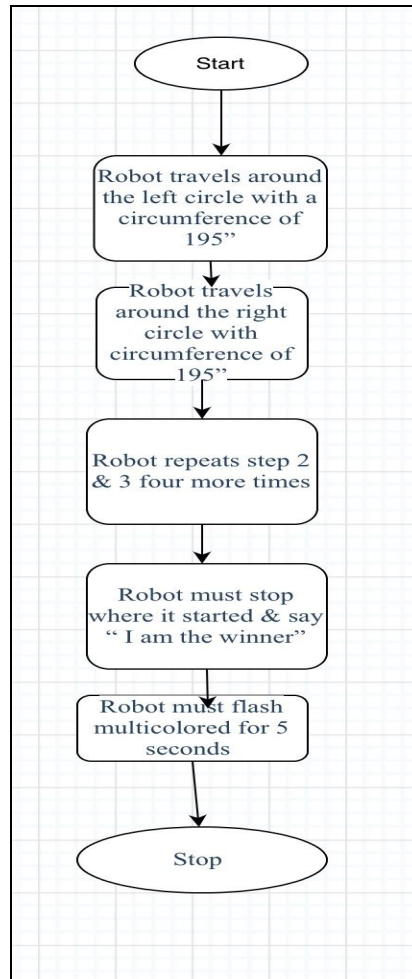 Start
Robot travels around
the left circle with a
circumference of
195”
Robot travels
around the right
circle with
circumference of
195”
Robot repeats step 2
& 3 four more times
Robot must stop
where it started & say
“ I am the winner”
Robot must flash
multicolored for 5
seconds
Stop